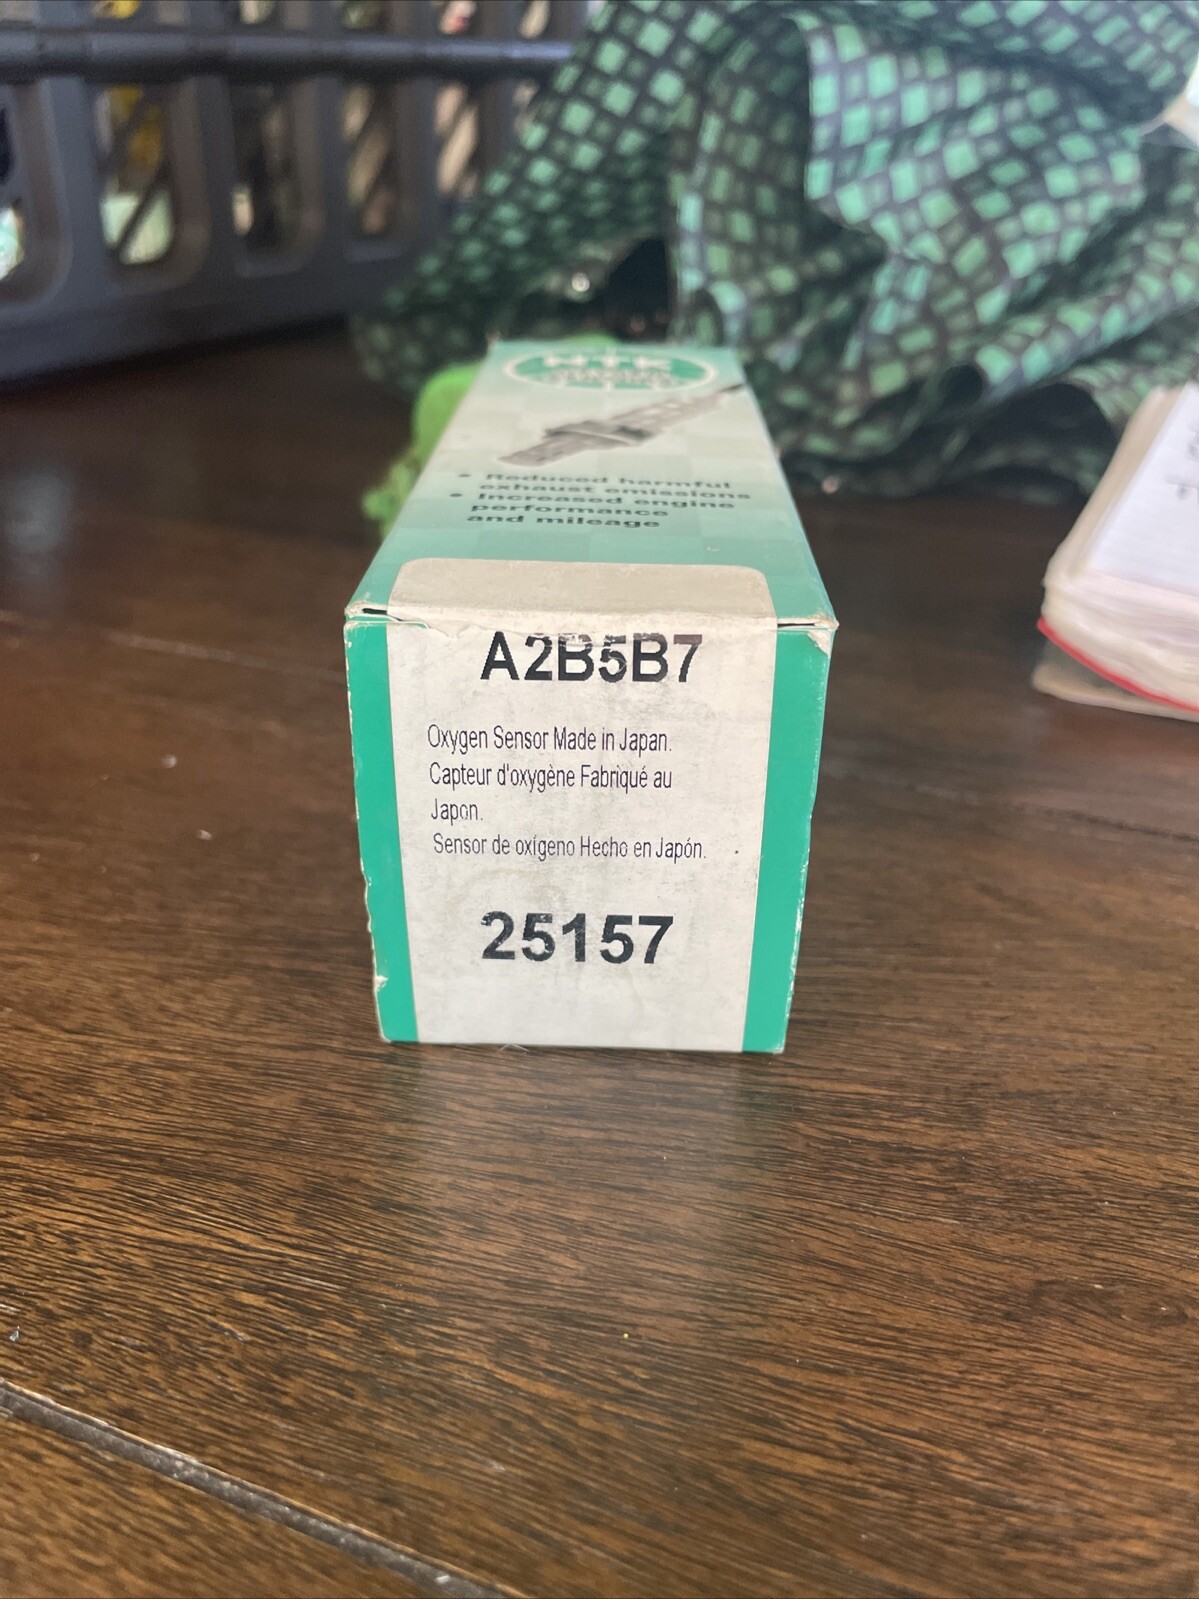 NTK
• Reduced harmful
exhaust emissions
• Increased engine
performance
and mileage
A2B5B7
Oxygen Sensor Made in Japan.
Capteur d'oxygène Fabriqué au
Japon.
Sensor de oxígeno Hecho en Japón.
25157